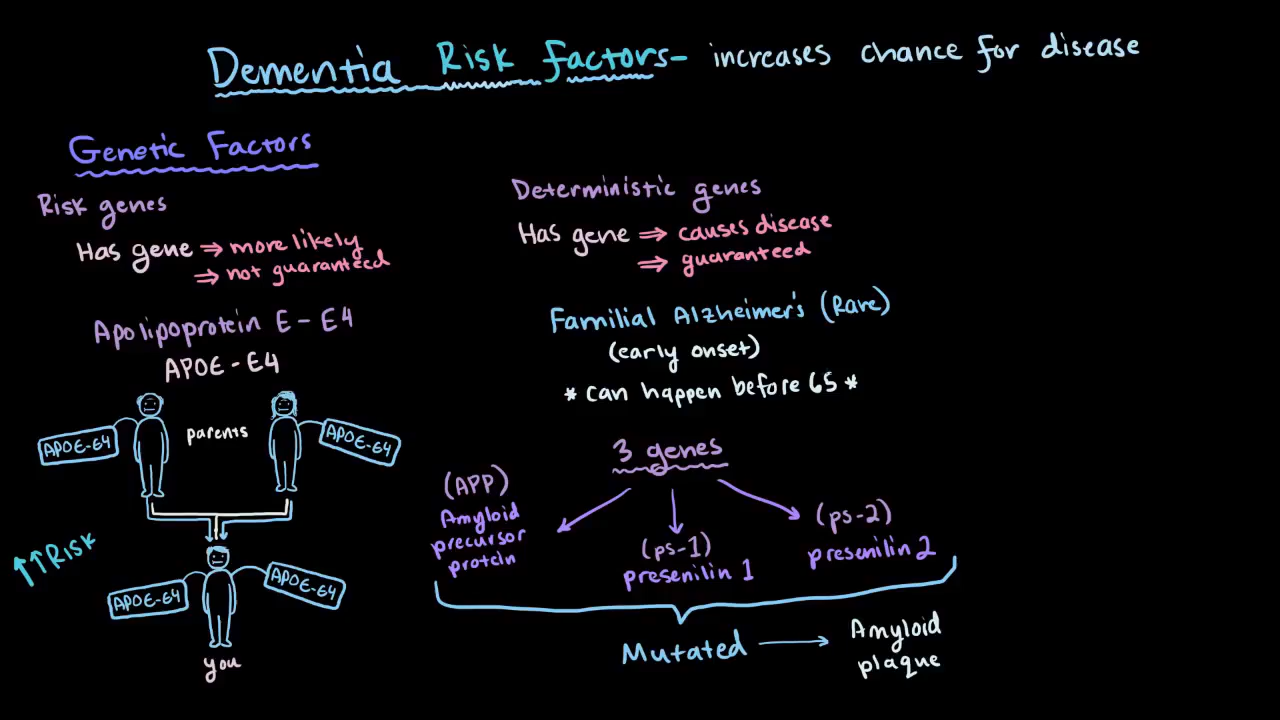 Dementia Risk Factors- increases chance for disease
Genetic Factors
Risk genes
Has gene ⇒ more likely
⇒ not guaranteed
Apolipoprotein E-E4
APOE-E4
APOE-E4
parents
APOE-E4
↑↑Risk
APOE-E4
APOE-E4
you
Deterministic genes
Has gene ⇒ causes disease
⇒ guaranteed
Familial Alzheimer's (Rare)
(early onset)
*can happen before 65*
3 genes
(APP)
Amyloid
precursor
protein
(ps-1)
presenilin 1
(ps-2)
presenilin 2
Mutated → Amyloid
plaque